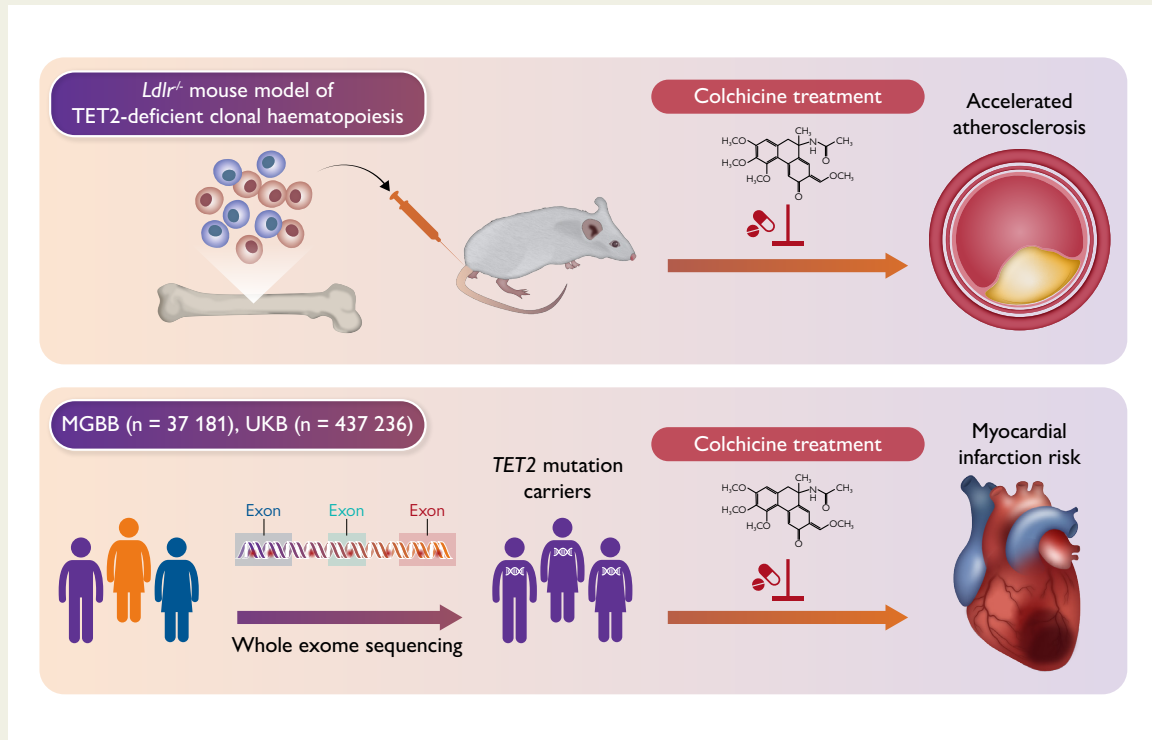 Ldlr-/- mouse model of
TET2-deficient clonal haematopoiesis
Colchicine treatment
Accelerated
atherosclerosis
CH₃
H₃CO
N
H
CH₃
O
H₃CO
H₃CO
OCH₃
O
MGBB (n = 37 181), UKB (n = 437 236)
Colchicine treatment
Myocardial
infarction risk
TET2 mutation
carriers
Exon
Exon
Exon
CH₃
H₃CO
N
H
CH₃
O
H₃CO
H₃CO
OCH₃
O
Whole exome sequencing